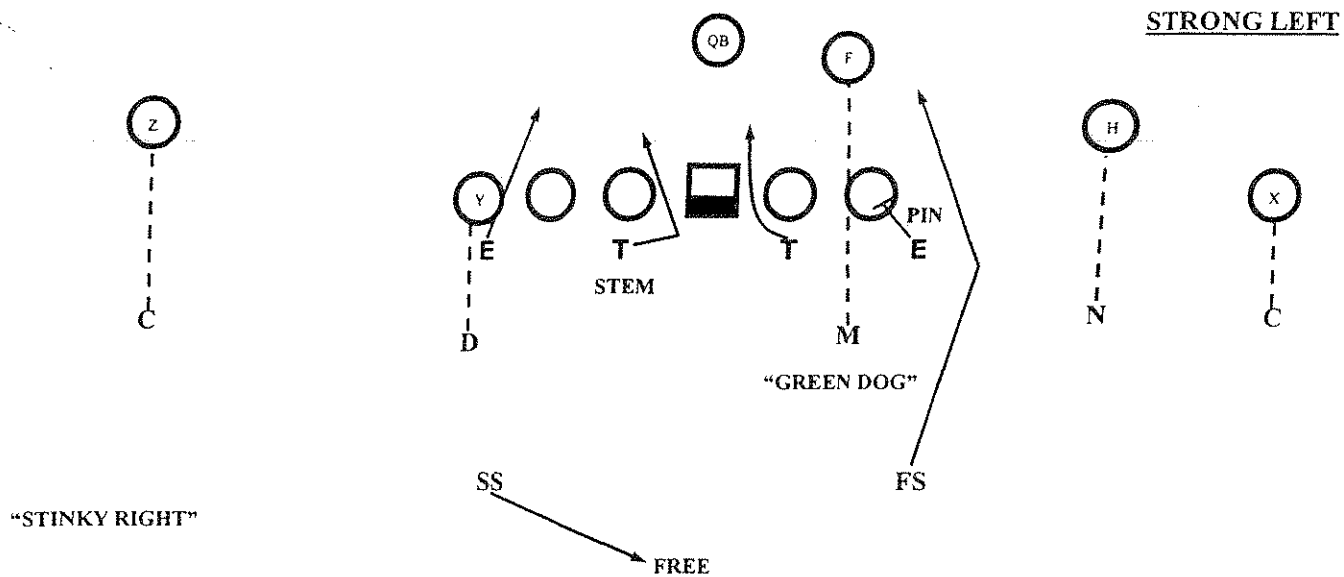 STRONG LEFT
QB
F
Z
H
Y
X
PIN
E
T
T
E
STEM
C
D
M
N
C
“GREEN DOG”
SS
FS
“STINKY RIGHT”
FREE